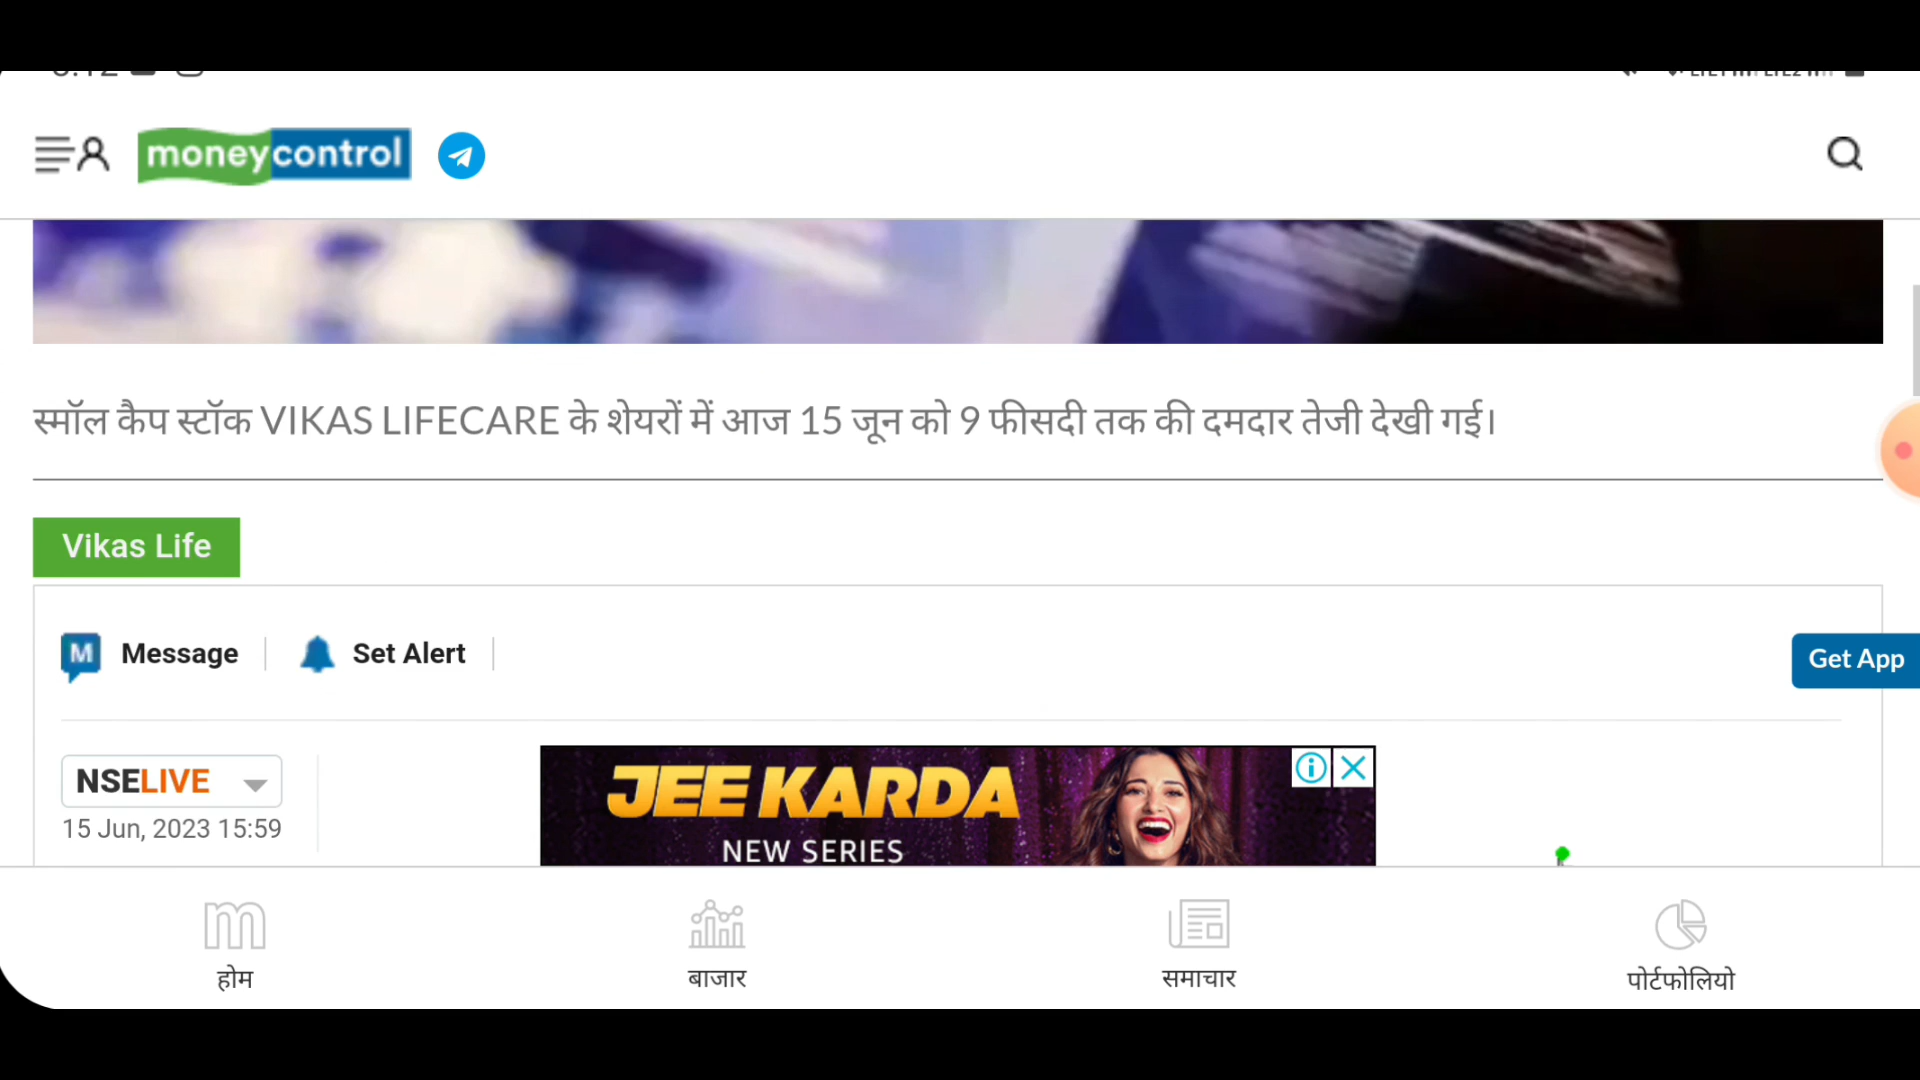 moneycontrol
स्मॉल कैप स्टॉक VIKAS LIFECARE के शेयरों में आज 15 जून को 9 फीसदी तक की दमदार तेजी देखी गई।
Vikas Life
M Message Set Alert
Get App
NSELIVE
15 Jun, 2023 15:59
JEE KARDA
NEW SERIES
होम बाजार समाचार पोर्टफोलियो